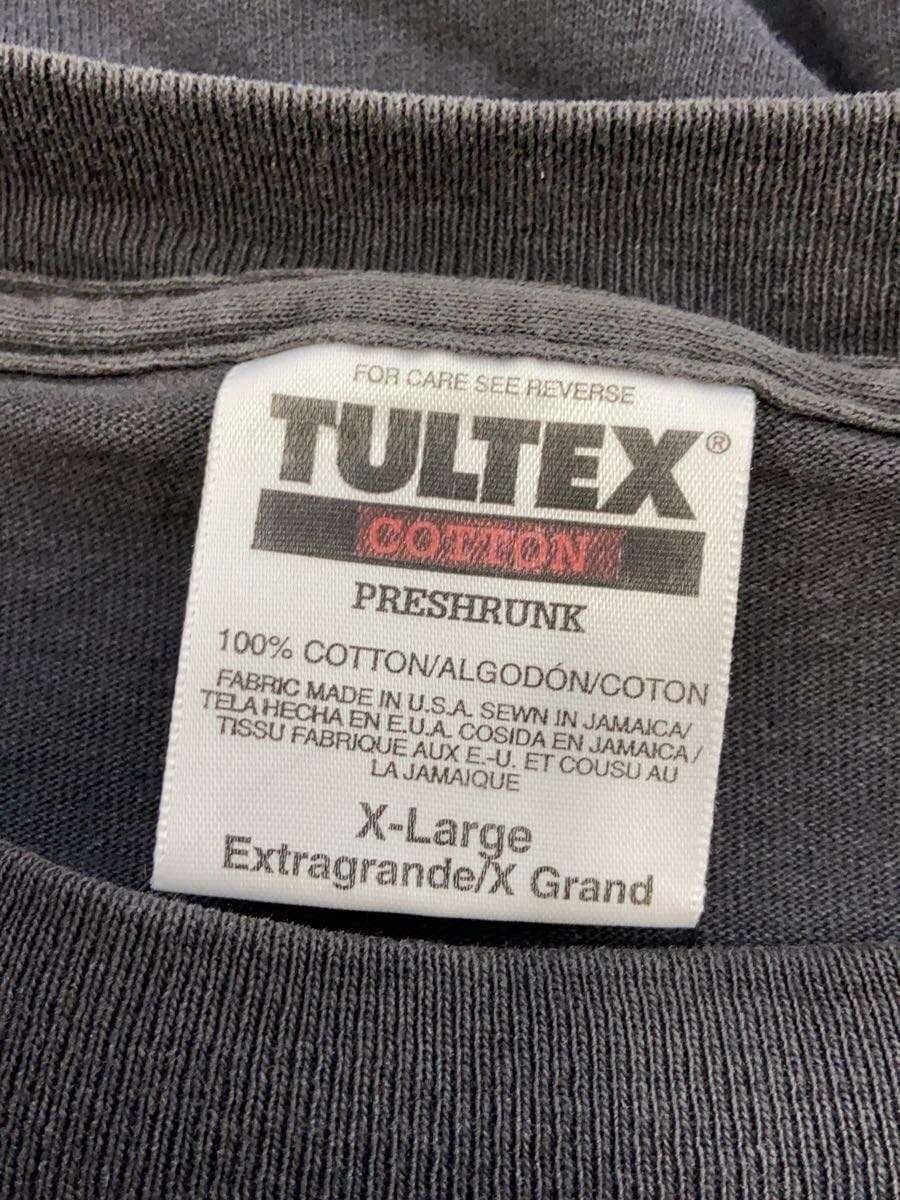 FOR CARE SEE REVERSE
TULTEX®
COTTON
PRESHRUNK
100% COTTON/ALGODÓN/COTON
FABRIC MADE IN U.S.A. SEWN IN JAMAICA/
TELA HECHA EN E.U.A. COSIDA EN JAMAICA/
TISSU FABRIQUE AUX E.-U. ET COUSU AU
LA JAMAIQUE
X-Large
Extragrande/X Grand